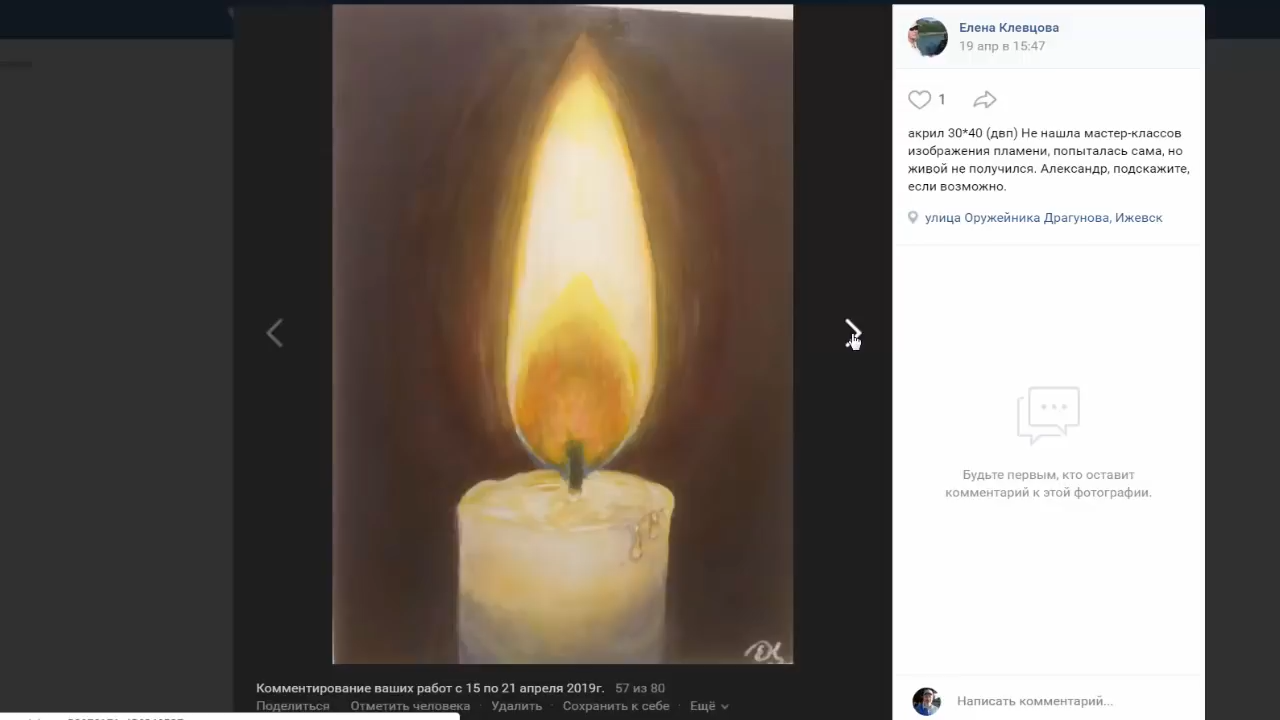 Елена Клевцова
19 апр в 15:47
1
акрил 30*40 (двп) Не нашла мастер-классов
изображения пламени, попыталась сама, но
живой не получился. Александр, подскажите,
если возможно.
улица Оружейника Драгунова, Ижевск
Будьте первым, кто оставит
комментарий к этой фотографии.
Комментирование ваших работ с 15 по 21 апреля 2019г. 57 из 80
Поделиться · Отметить человека · Удалить · Сохранить к себе · Ещё
Написать комментарий...